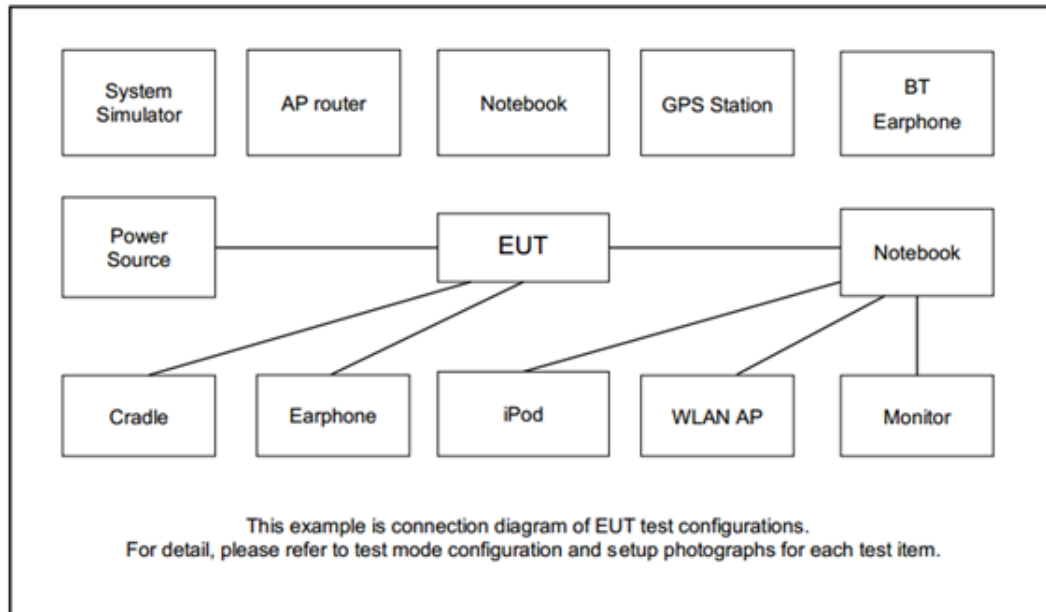 System
Simulator
AP router
Notebook
GPS Station
BT
Earphone
Power
Source
EUT
Notebook
Cradle
Earphone
iPod
WLAN AP
Monitor
This example is connection diagram of EUT test configurations.
For detail, please refer to test mode configuration and setup photographs for each test item.